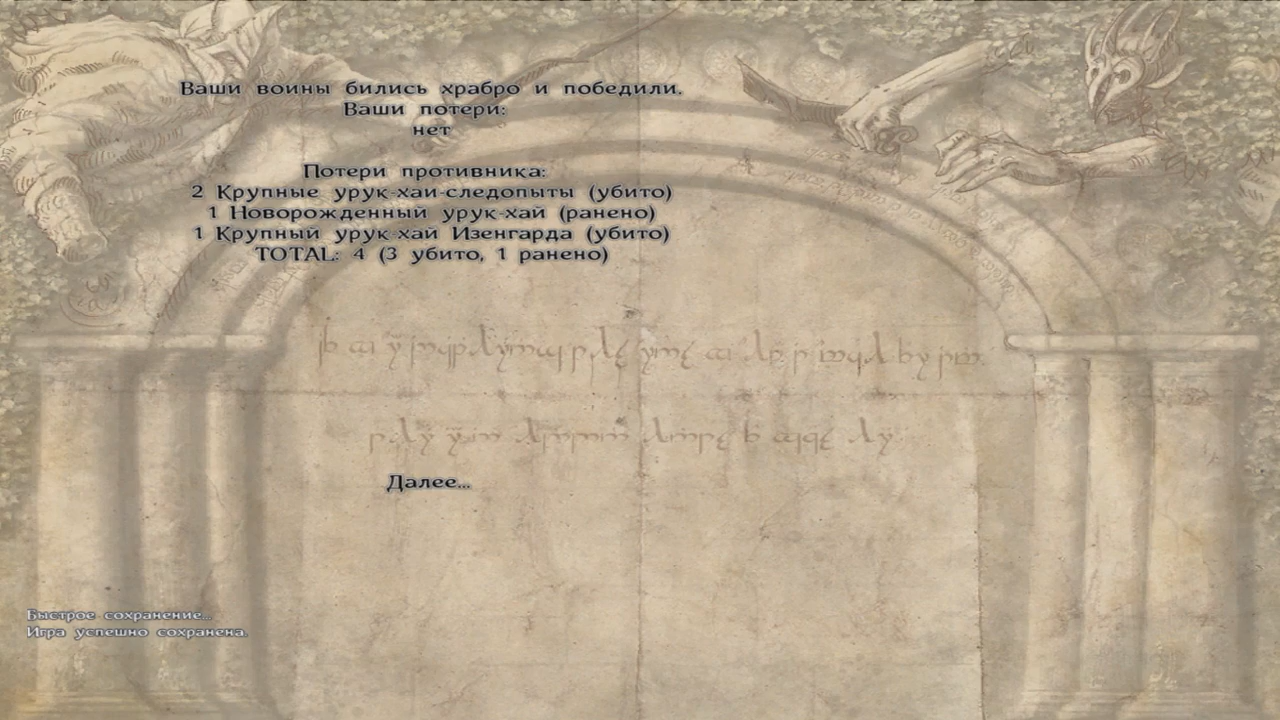 Ваши воины бились храбро и победили.
Ваши потери:
нет
Потери противника:
2 Крупные урук-хаи-следопыты (убито)
1 Новорожденный урук-хай (ранено)
1 Крупный урук-хай Изенгарда (убито)
TOTAL: 4 (3 убито, 1 ранено)
Далее...
Быстрое сохранение...
Игра успешно сохранена.